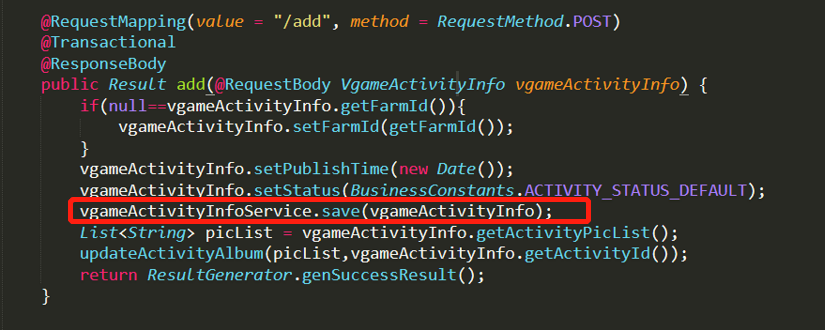 @RequestMapping(value = "/add", method = RequestMethod.POST)
@Transactional
@ResponseBody
public Result add(@RequestBody VgameActivityInfo vgameActivityInfo) {
if(null==vgameActivityInfo.getFarmId()){
vgameActivityInfo.setFarmId(getFarmId());
}
vgameActivityInfo.setPublishTime(new Date());
vgameActivityInfo.setStatus(BusinessConstants.ACTIVITY_STATUS_DEFAULT);
vgameActivityInfoService.save(vgameActivityInfo);
List<String> picList = vgameActivityInfo.getActivityPicList();
updateActivityAlbum(picList,vgameActivityInfo.getActivityId());
return ResultGenerator.genSuccessResult();
}